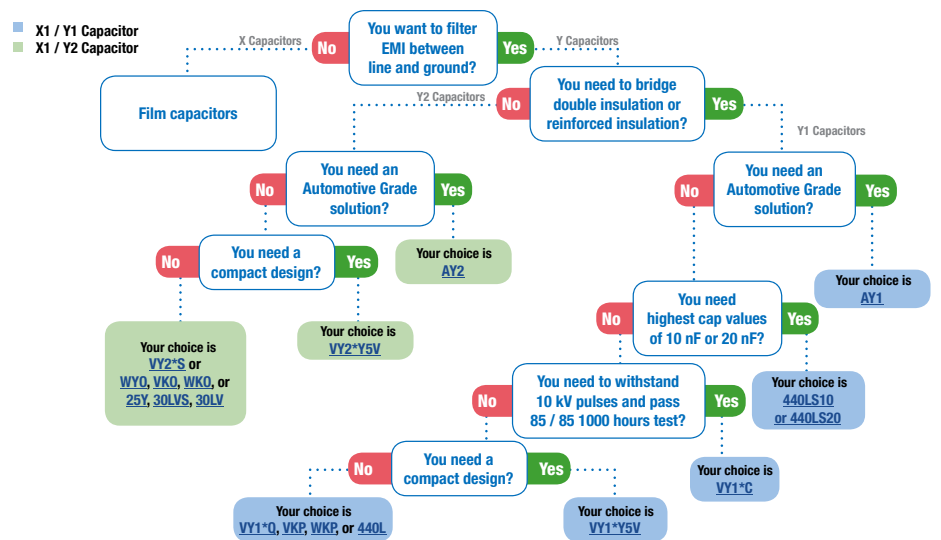 X1 / Y1 Capacitor
X1 / Y2 Capacitor
You want to filter
EMI between
line and ground?
No
Yes
X Capacitors
Y Capacitors
Film capacitors
You need to bridge
double insulation or
reinforced insulation?
No
Yes
Y2 Capacitors
Y1 Capacitors
You need an
Automotive Grade
solution?
No
Yes
You need an
Automotive Grade
solution?
No
Yes
You need a
compact design?
No
Yes
Your choice is
AY2
Your choice is
AY1
You need
highest cap values
of 10 nF or 20 nF?
No
Yes
Your choice is
VY2*S or
WYO, VKO, WKO, or
25Y, 30LVS, 30LV
Your choice is
VY2*Y5V
You need to withstand
10 kV pulses and pass
85 / 85 1000 hours test?
No
Yes
Your choice is
440LS10
or 440LS20
You need a
compact design?
No
Yes
Your choice is
VY1*C
Your choice is
VY1*Q, VKP, WKP, or 440L
Your choice is
VY1*Y5V